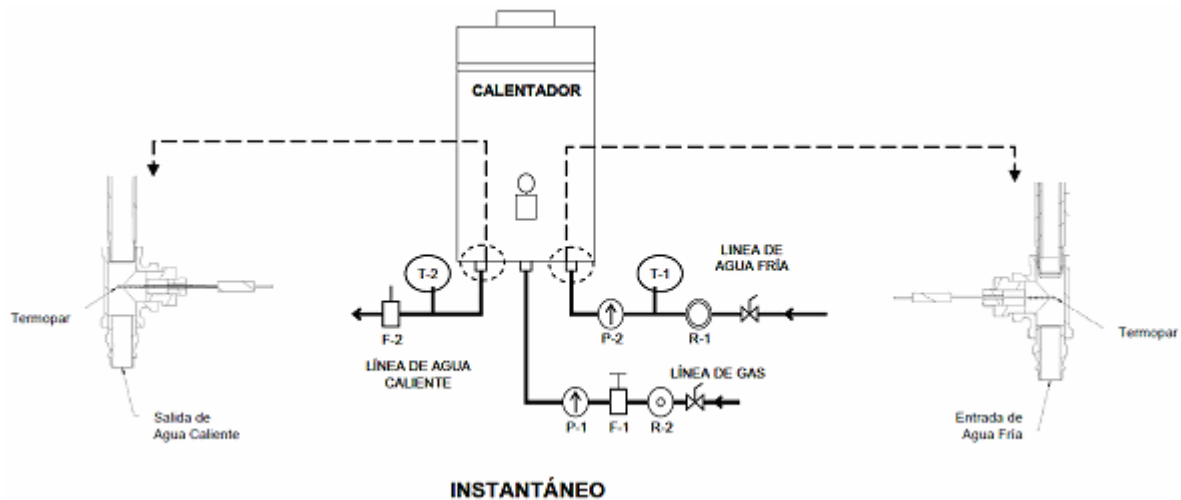 CALENTADOR
T-2
T-1
LINEA DE
AGUA FRÍA
Termopar
Termopar
F-2
P-2
R-1
LÍNEA DE AGUA
CALIENTE
LÍNEA DE GAS
P-1
F-1
R-2
Salida de
Agua Caliente
Entrada de
Agua Fria
INSTANTÁNEO